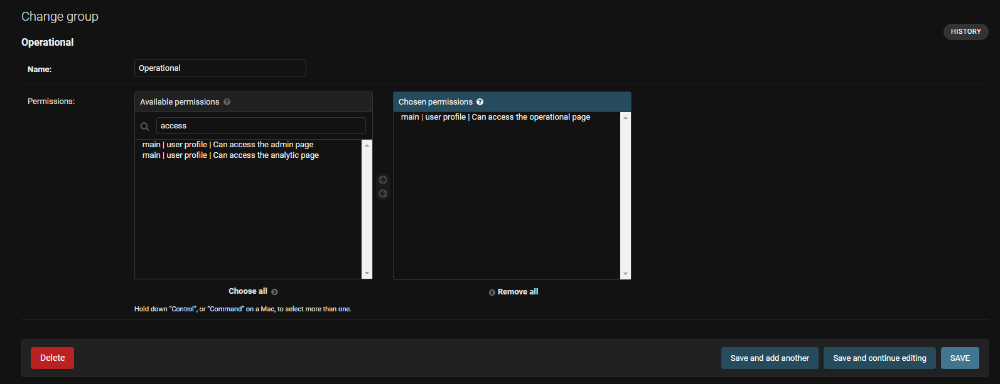 Change group
HISTORY
Operational
Name:
Operational
Permissions:
Available permissions ?
Chosen permissions ?
access
main | user profile | Can access the operational page
main | user profile | Can access the admin page
main | user profile | Can access the analytic page
Choose all
Remove all
Hold down “Control”, or “Command” on a Mac, to select more than one.
Delete
Save and add another
Save and continue editing
SAVE